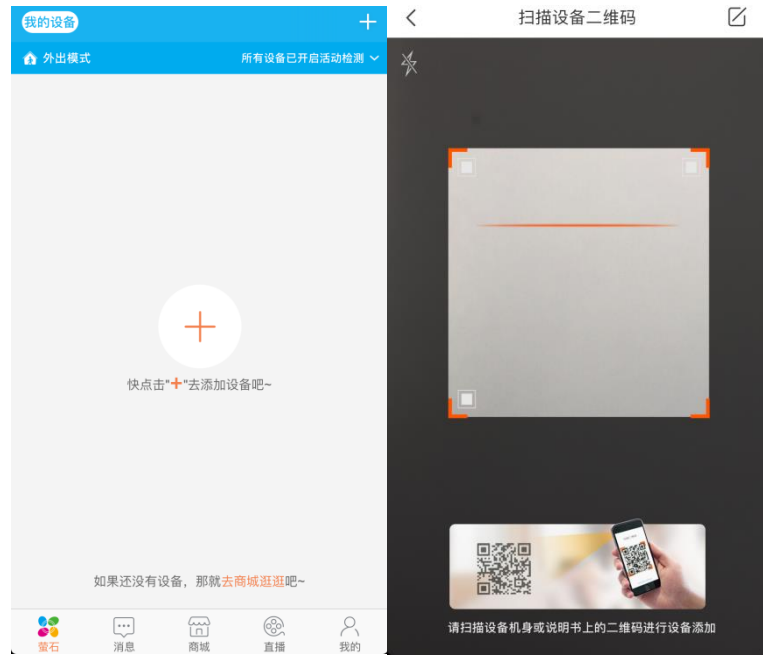 我的设备
外出模式
所有设备已开启活动检测
快点击"+"去添加设备吧~
如果还没有设备，那就去商城逛逛吧~
萤石
消息
商城
直播
我的
扫描设备二维码
请扫描设备机身或说明书上的二维码进行设备添加